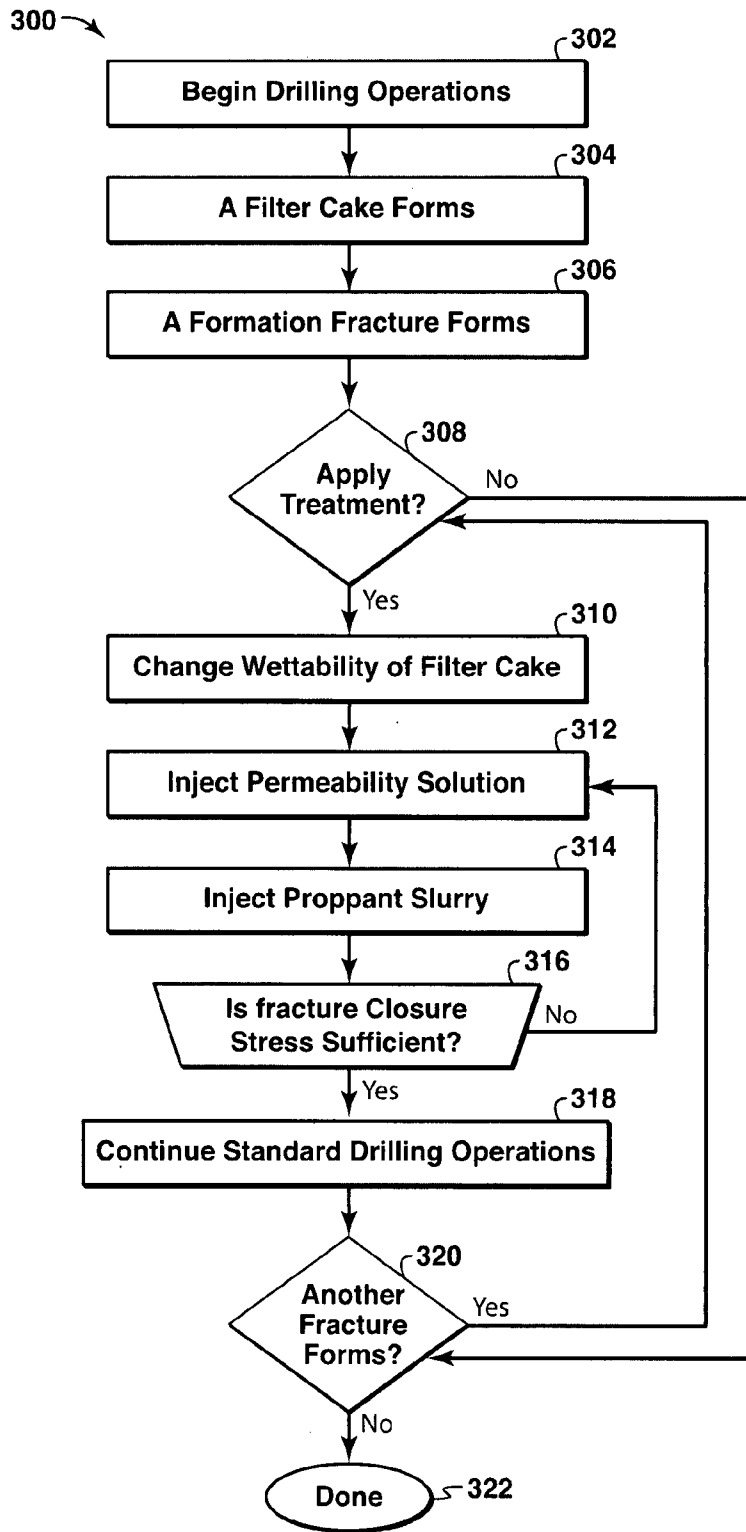 300
302
Begin Drilling Operations
304
A Filter Cake Forms
306
A Formation Fracture Forms
308
Apply
Treatment?
No
Yes
310
Change Wettability of Filter Cake
312
Inject Permeability Solution
314
Inject Proppant Slurry
316
Is fracture Closure
Stress Sufficient?
No
Yes
318
Continue Standard Drilling Operations
320
Another
Fracture
Forms?
Yes
No
Done
322